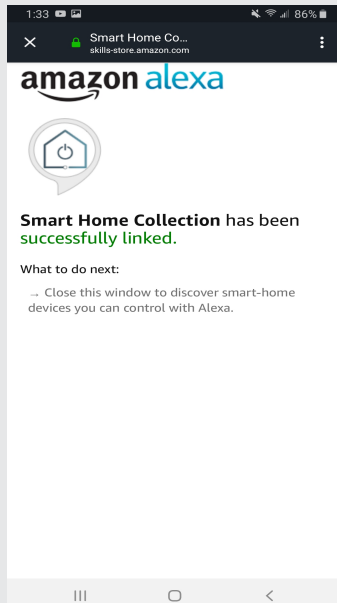 1:33 86%
Smart Home Co...
skills-store.amazon.com
amazon alexa
Smart Home Collection has been
successfully linked.
What to do next:
→ Close this window to discover smart-home
devices you can control with Alexa.